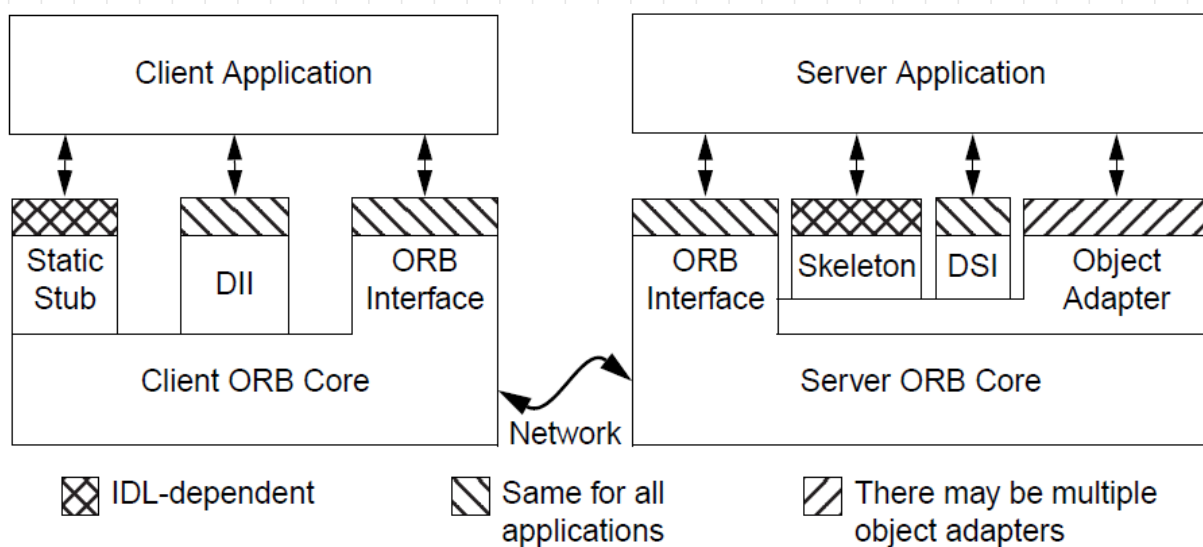 Client Application
Server Application
Static
Stub
DII
ORB
Interface
ORB
Interface
Skeleton
DSI
Object
Adapter
Client ORB Core
Server ORB Core
Network
IDL-dependent
Same for all
applications
There may be multiple
object adapters